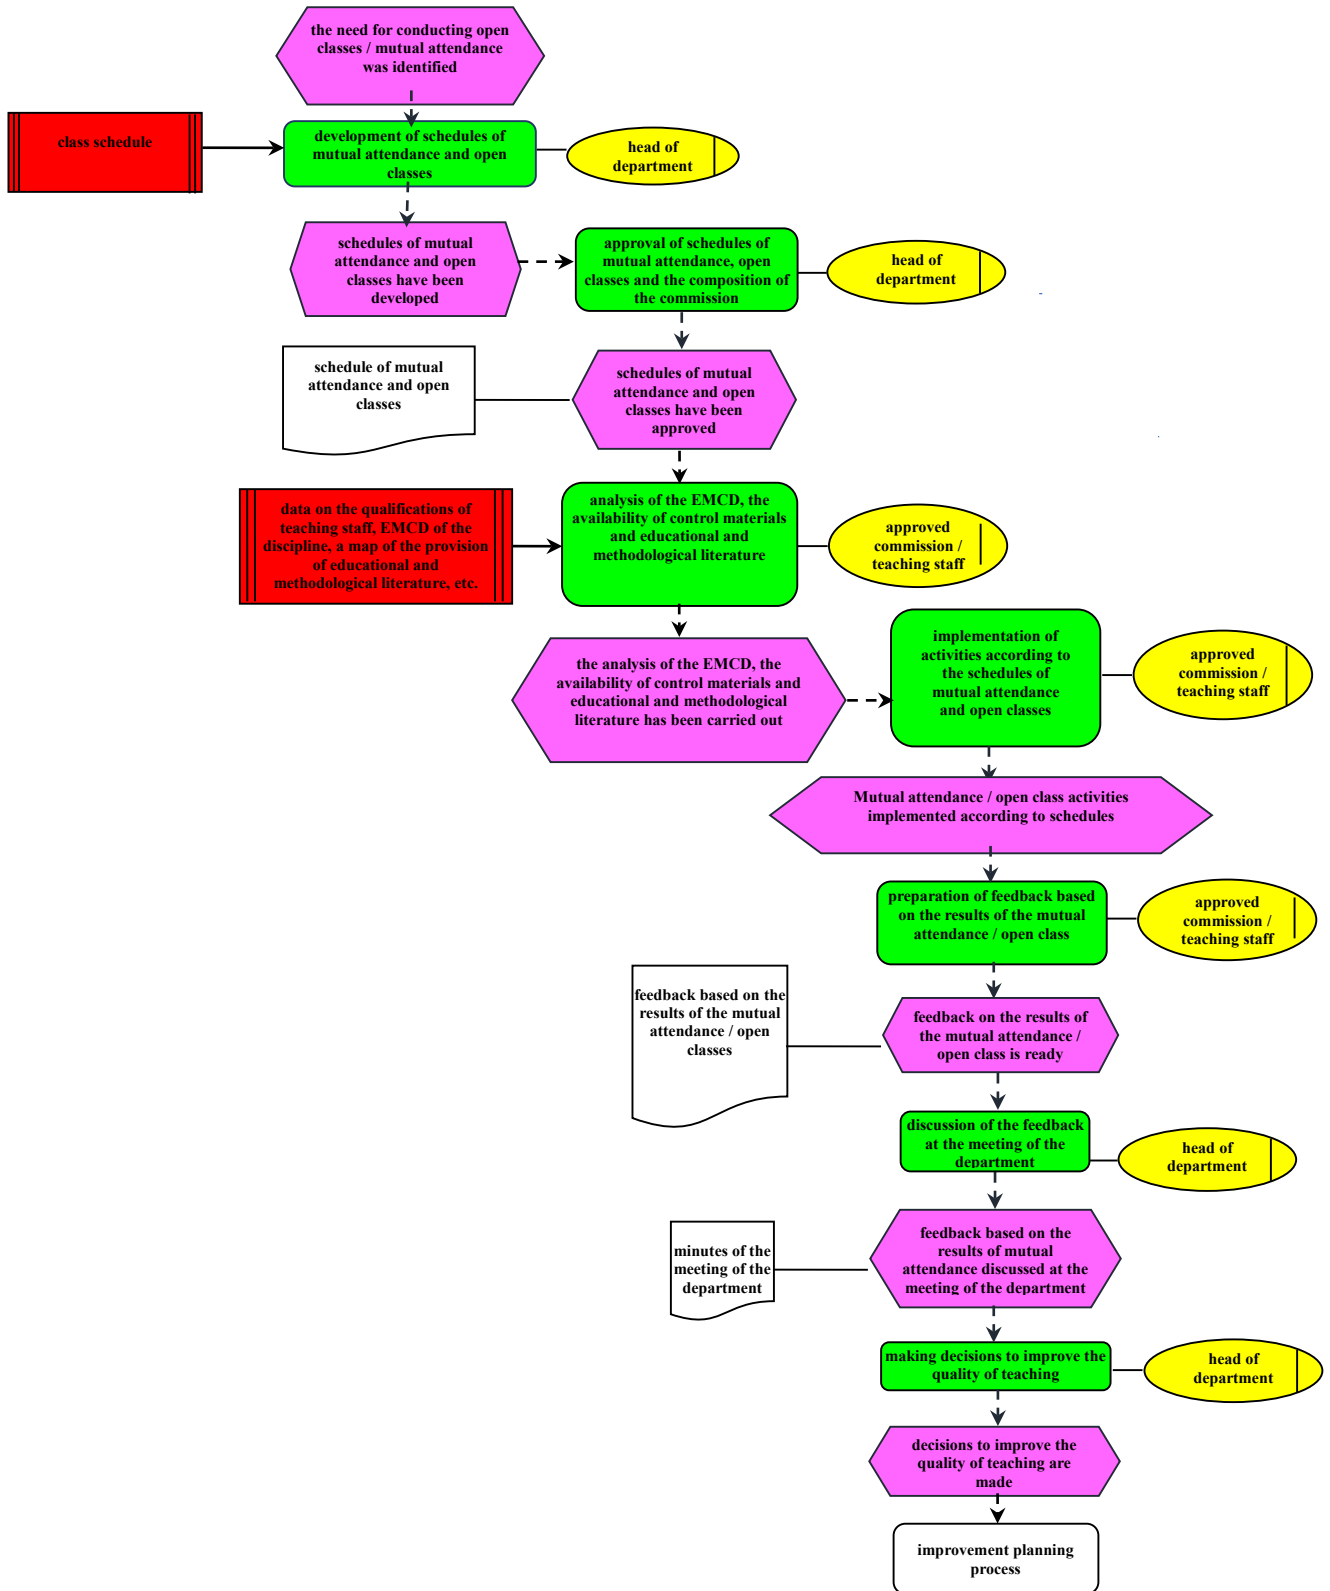 the need for conducting open
classes / mutual attendance
was identified
class schedule
development of schedules of
mutual attendance and open
classes
head of
department
schedules of mutual
attendance and open
classes have been
developed
approval of schedules of
mutual attendance, open
classes and the composition of
the commission
head of
department
schedule of mutual
attendance and open
classes
schedules of mutual
attendance and open
classes have been
approved
data on the qualifications of
teaching staff, EMCD of the
discipline, a map of the provision
of educational and
methodological literature, etc.
analysis of the EMCD, the
availability of control materials
and educational and
methodological literature
approved
commission /
teaching staff
the analysis of the EMCD, the
availability of control materials and
educational and methodological
literature has been carried out
implementation of
activities according to
the schedules of
mutual attendance
and open classes
approved
commission /
teaching staff
Mutual attendance / open class activities
implemented according to schedules
preparation of feedback based
on the results of the mutual
attendance / open class
approved
commission /
teaching staff
feedback based on the
results of the mutual
attendance / open
classes
feedback on the results of
the mutual attendance /
open class is ready
discussion of the feedback
at the meeting of the
department
head of
department
minutes of the
meeting of the
department
feedback based on the
results of mutual
attendance discussed at the
meeting of the department
making decisions to improve the
quality of teaching
head of
department
decisions to improve the
quality of teaching are
made
improvement planning
process